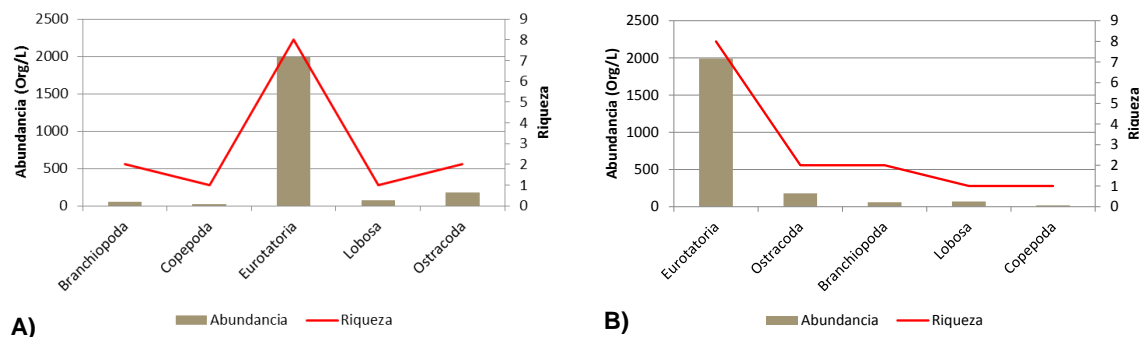 2500
2000
1500
1000
500
0
Abundancia (Org/L)
9
8
7
6
5
4
3
2
1
0
Riqueza
Branchiopoda
Copepoda
Eurotatoria
Lobosa
Ostracoda
Abundancia
Riqueza
A)
2500
2000
1500
1000
500
0
Abundancia (Org/L)
9
8
7
6
5
4
3
2
1
0
Riqueza
Eurotatoria
Ostracoda
Branchiopoda
Lobosa
Copepoda
Abundancia
Riqueza
B)